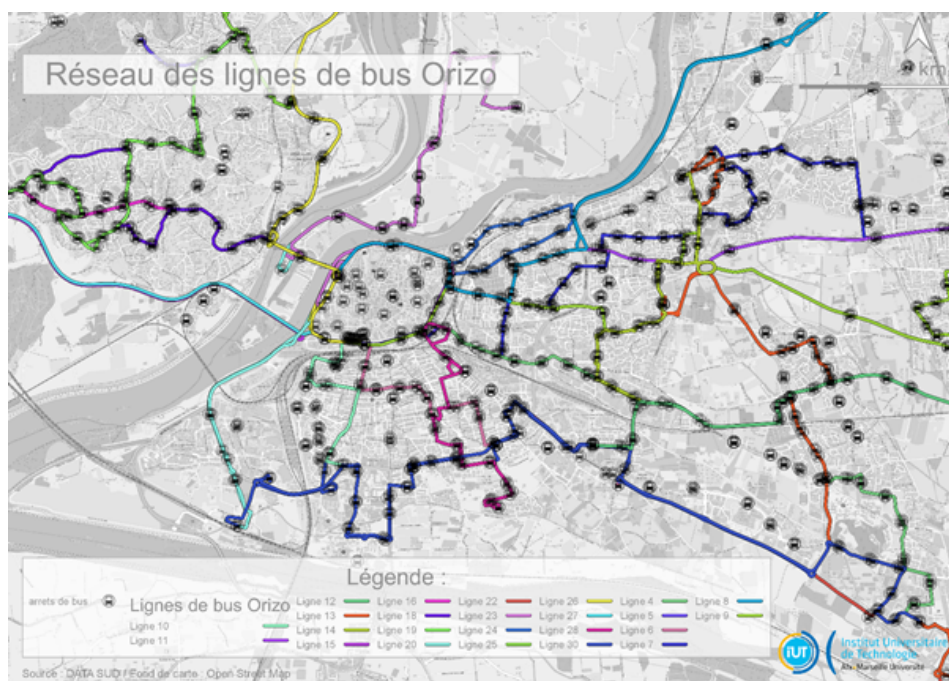 Réseau des lignes de bus Orizo
1 km
Légende :
arrets de bus
Lignes de bus Orizo
Ligne 10
Ligne 11
Ligne 12
Ligne 13
Ligne 14
Ligne 15
Ligne 16
Ligne 18
Ligne 19
Ligne 20
Ligne 22
Ligne 23
Ligne 24
Ligne 25
Ligne 26
Ligne 27
Ligne 28
Ligne 30
Ligne 4
Ligne 5
Ligne 6
Ligne 7
Ligne 8
Ligne 9
Source : DATA SUD / Fond de carte : Open Street Map
iUT
Institut Universitaire
de Technologie
Aix Marseille Université